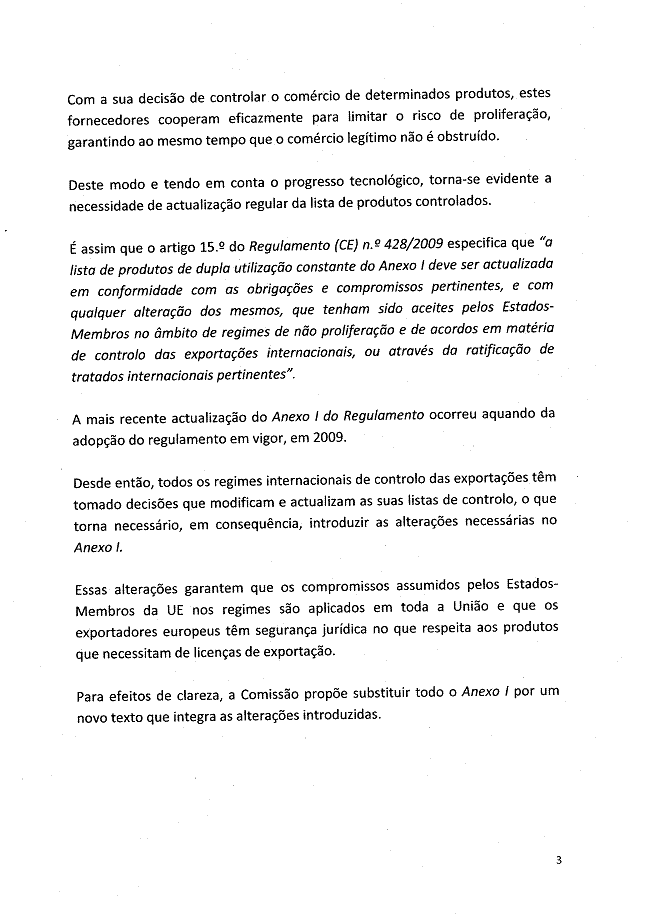 Com a sua decisão de controlar o comércio de determinados produtos, estes
fornecedores cooperam eficazmente para limitar o risco de proliferação,
garantindo ao mesmo tempo que o comércio legítimo não é obstruído.
Deste modo e tendo em conta o progresso tecnológico, torna-se evidente a
necessidade de actualização regular da lista de produtos controlados.
É assim que o artigo 15.º do Regulamento (CE) n.º 428/2009 especifica que "a
lista de produtos de dupla utilização constante do Anexo I deve ser actualizada
em conformidade com as obrigações e compromissos pertinentes, e com
qualquer alteração dos mesmos, que tenham sido aceites pelos Estados-
Membros no âmbito de regimes de não proliferação e de acordos em matéria
de controlo das exportações internacionais, ou através da ratificação de
tratados internacionais pertinentes".
A mais recente actualização do Anexo I do Regulamento ocorreu aquando da
adopção do regulamento em vigor, em 2009.
Desde então, todos os regimes internacionais de controlo das exportações têm
tomado decisões que modificam e actualizam as suas listas de controlo, o que
torna necessário, em consequência, introduzir as alterações necessárias no
Anexo I.
Essas alterações garantem que os compromissos assumidos pelos Estados-
Membros da UE nos regimes são aplicados em toda a União e que os
exportadores europeus têm segurança jurídica no que respeita aos produtos
que necessitam de licenças de exportação.
Para efeitos de clareza, a Comissão propõe substituir todo o Anexo I por um
novo texto que integra as alterações introduzidas.
3